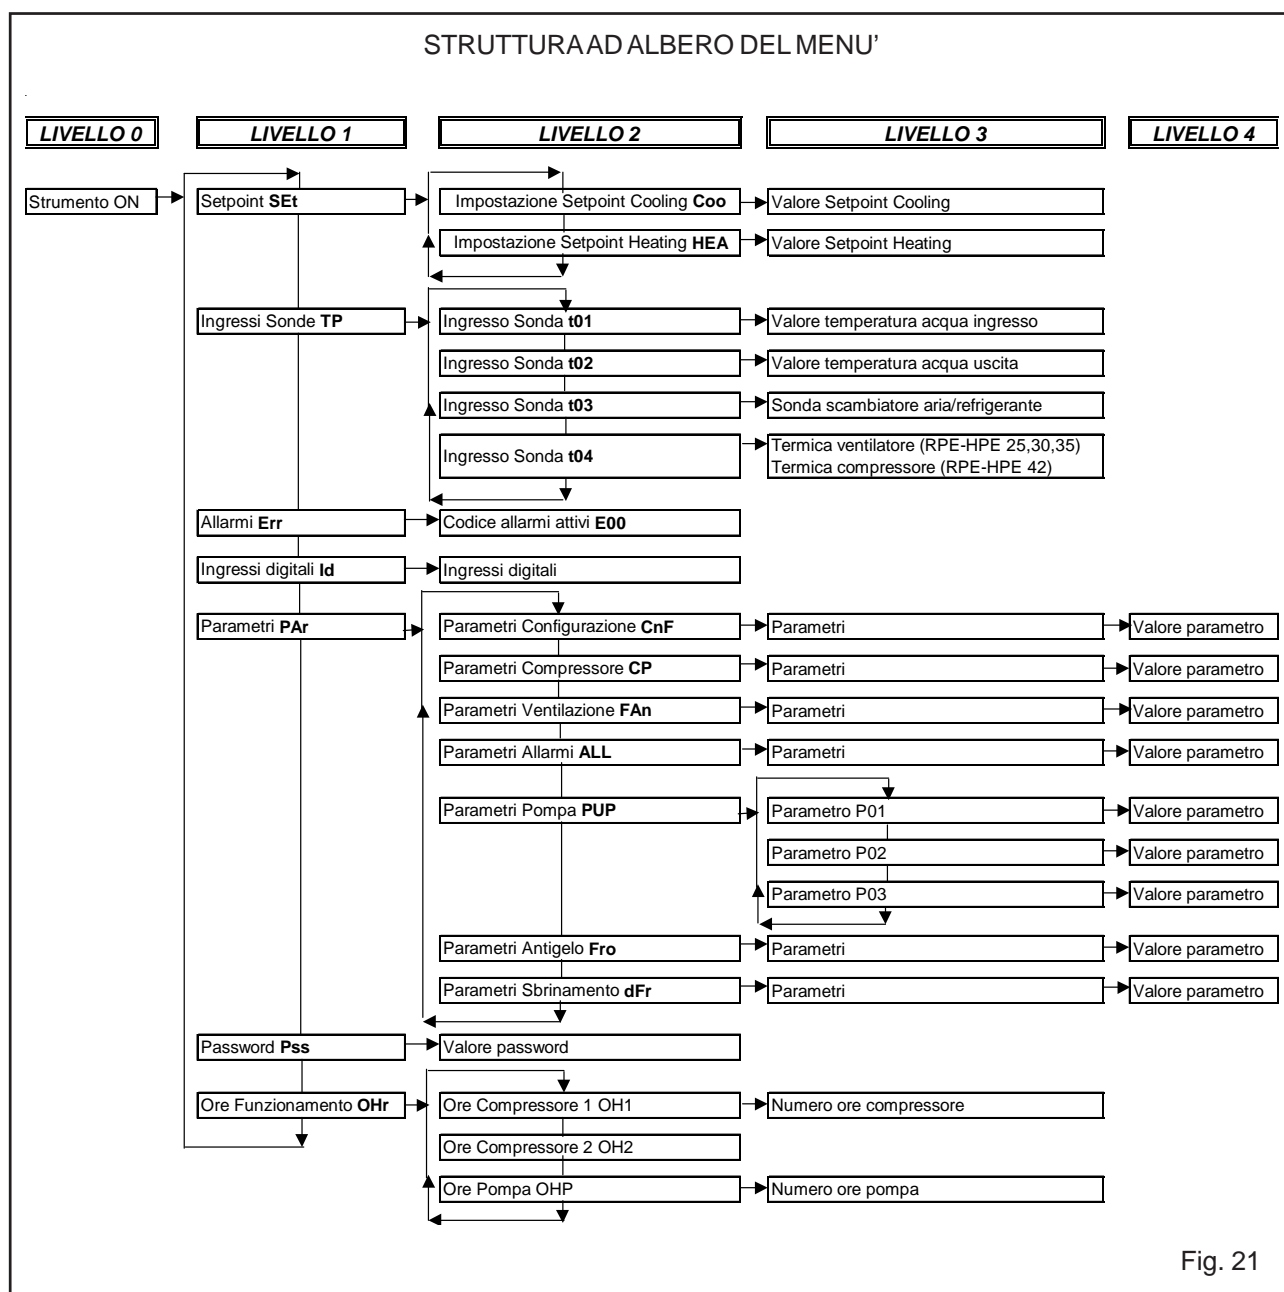 STRUTTURA AD ALBERO DEL MENU'
LIVELLO 0 LIVELLO 1 LIVELLO 2 LIVELLO 3 LIVELLO 4
Strumento ON Setpoint SEt Impostazione Setpoint Cooling Coo Valore Setpoint Cooling
Impostazione Setpoint Heating HEA Valore Setpoint Heating
Ingressi Sonde TP Ingresso Sonda t01 Valore temperatura acqua ingresso
Ingresso Sonda t02 Valore temperatura acqua uscita
Ingresso Sonda t03 Sonda scambiatore aria/refrigerante
Ingresso Sonda t04 Termica ventilatore (RPE-HPE 25,30,35)
Termica compressore (RPE-HPE 42)
Allarmi Err Codice allarmi attivi E00
Ingressi digitali Id Ingressi digitali
Parametri PAr Parametri Configurazione CnF Parametri Valore parametro
Parametri Compressore CP Parametri Valore parametro
Parametri Ventilazione FAn Parametri Valore parametro
Parametri Allarmi ALL Parametri Valore parametro
Parametri Pompa PUP Parametro P01 Valore parametro
Parametro P02 Valore parametro
Parametro P03 Valore parametro
Parametri Antigelo Fro Parametri Valore parametro
Parametri Sbrinamento dFr Parametri Valore parametro
Password Pss Valore password
Ore Funzionamento OHr Ore Compressore 1 OH1 Numero ore compressore
Ore Compressore 2 OH2
Ore Pompa OHP Numero ore pompa
Fig. 21